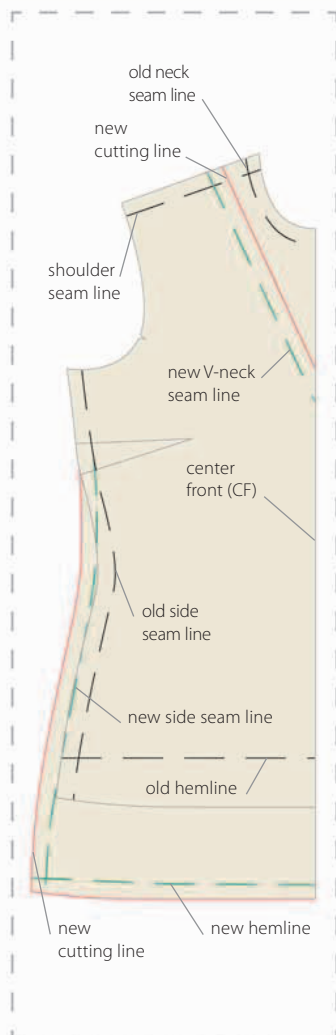 old neck
seam line
new
cutting line
shoulder
seam line
new V-neck
seam line
center
front (CF)
old side
seam line
new side seam line
old hemline
new
cutting line
new hemline